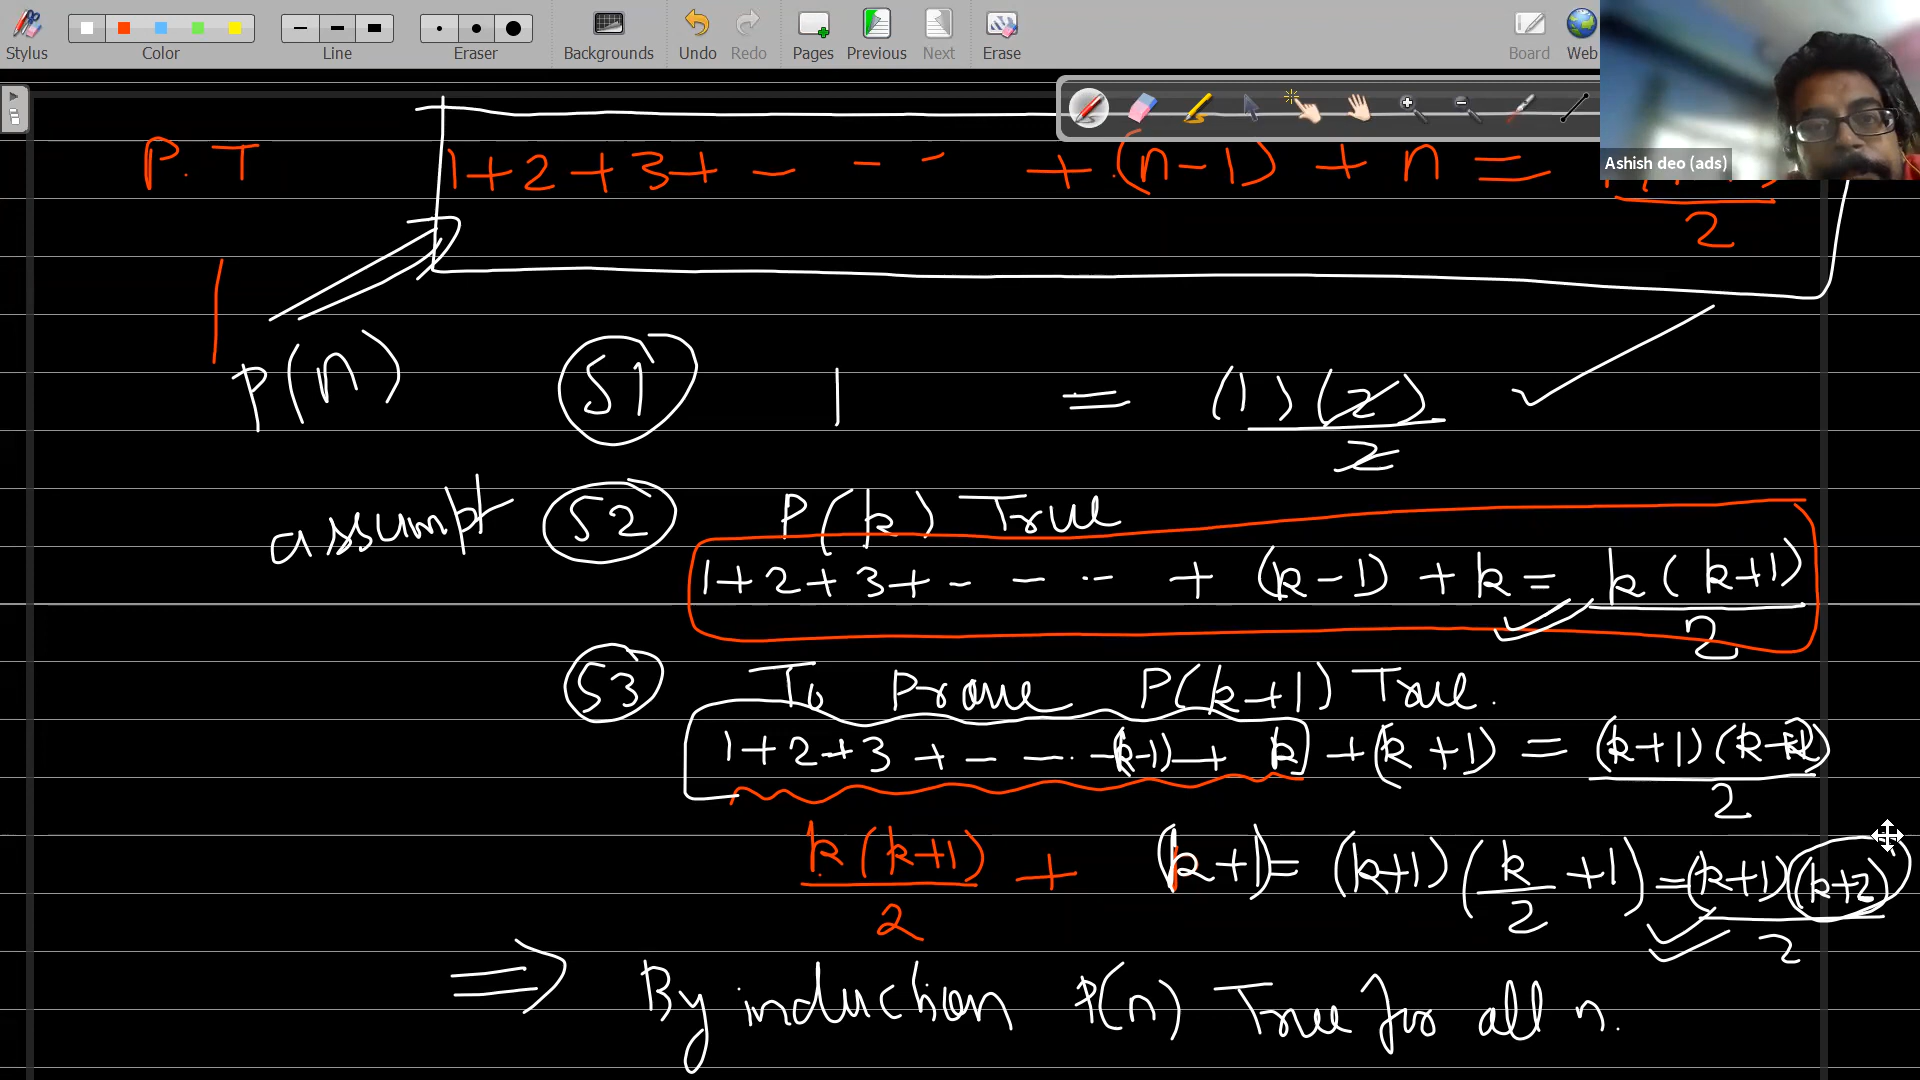 Stylus Color Line Eraser Backgrounds Undo Redo Pages Previous Next Erase Board Web
Ashish deo (ads)
P.T 1+2+3+ - - - +(n-1) + n =
2
P(n) S1 1 = (1)(2)
2
assumpt S2 P(k) True
1+2+3+ - - -- + (k-1) + k = k(k+1)
2
S3 To Prove P(k+1) True.
1+2+3+ - - -- (k-1) + k + (k+1) = (k+1)(k+2)
2
k(k+1) + (k+1) = (k+1)(k/2 +1) = (k+1)(k+2)
2 2
⇒ By induction P(n) True for all n.